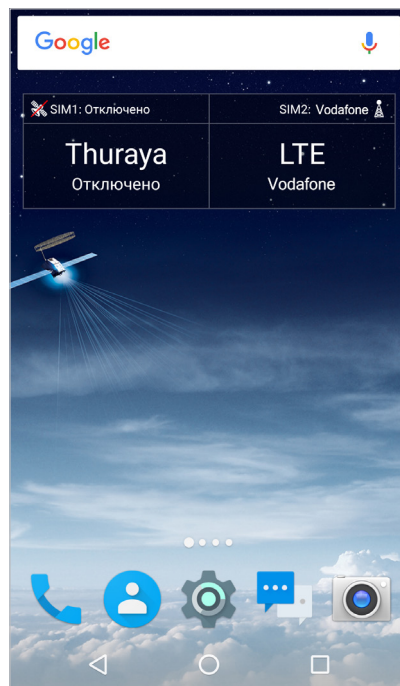 Google
SIM1: Отключено
SIM2: Vodafone
Thuraya
LTE
Отключено
Vodafone